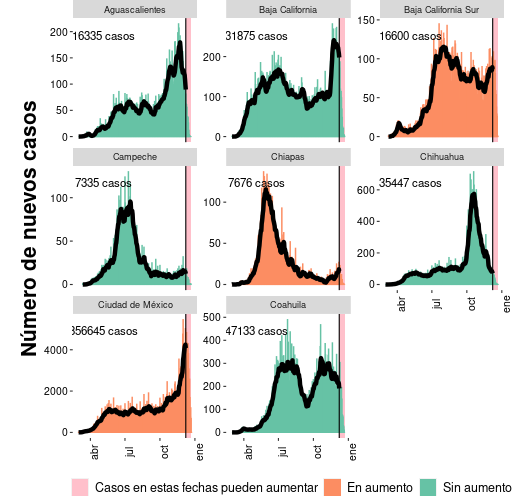 Número de nuevos casos
Aguascalientes
Baja California
Baja California Sur
16335 casos
31875 casos
16600 casos
200
150
100
50
0
200
100
0
150
100
50
0
Campeche
Chiapas
Chihuahua
7335 casos
7676 casos
35447 casos
100
50
0
100
50
0
600
400
200
0
abr
jul
oct
ene
Ciudad de México
Coahuila
356645 casos
47133 casos
4000
2000
0
500
400
300
200
100
0
abr
jul
oct
ene
abr
jul
oct
ene
Casos en estas fechas pueden aumentar
En aumento
Sin aumento